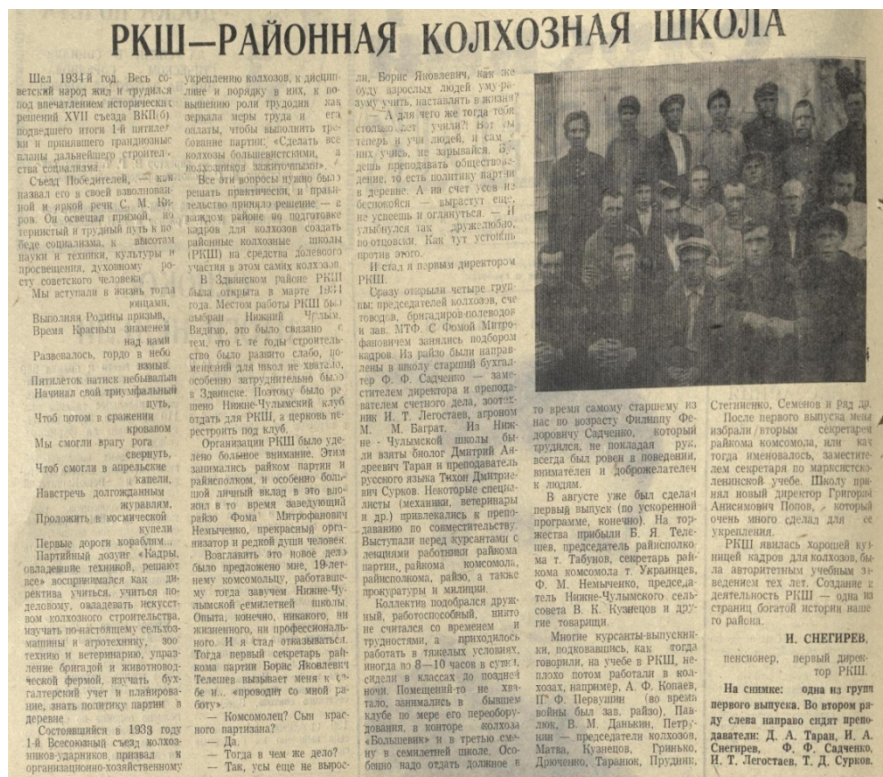 РКШ—РАЙОННАЯ КОЛХОЗНАЯ ШКОЛА
Шел 1934-й год. Весь со-
ветский народ жил и трудился
под впечатлением исторических
решений XVII съезда ВКП(б)
подведшего итоги 1-й пятилет-
ки и принявшего грандиозные
планы дальнейшего строитель-
ства социализма.
Съезд Победителей, — как
назвал его в своей взволнован-
ной и яркой речи С. М. Ки-
ров. Он освещал прямой, но
тернистый и трудный путь к по-
беде социализма, к высотам
науки и техники, культуры и
просвещения, духовному ро-
сту советского человека.
Мы вступали в жизнь тогда
юнцами,
Выполняя Родины призыв,
Время Красным знаменем
над нами
Развевалось, гордо в небо
взмыв.
Пятилеток натиск небывалый
Начинал свой триумфальный
путь,
Чтоб потом в сражении
кровавом
Мы смогли врагу рога
свернуть,
Чтоб смогли в апрельские
капели,
Навстречу долгожданным
журавлям,
Проложить в космической
купели
Первые дороги кораблям...
Партийный лозунг «Кадры,
овладевшие техникой, решают
все» воспринимался как ди-
ректива учиться, учиться по-
деловому, овладевать искусст-
вом колхозного строительства,
изучать по-настоящему сельхоз-
машины и агротехнику, зоо-
технию и ветеринарию, управ-
ление бригадой и животновод-
ческой фермой, изучать бух-
галтерский учет и планирова-
ние, знать политику партии в
деревне
Состоявшийся в 1933 году
1-й Всесоюзный съезд колхоз-
ников-ударников призвал к
организационно-хозяйственному
укреплению колхозов, к дисцип-
лине и порядку в них, к по-
вышению роли трудодня как
зеркала меры труда и его
оплаты, чтобы выполнить тре-
бование партии: «Сделать все
колхозы большевистскими, а
колхозников зажиточными».
Все эти вопросы нужно было
решать практически, и прави-
тельство приняло решение — в
каждом районе по подготовке
кадров для колхозов создать
районные колхозные школы
(РКШ) на средства долевого
участия в этом самих колхозов.
В Здвинском районе РКШ
была открыта в марте 1934
года. Местом работы РКШ был
выбран Нижний Чулым.
Видимо, это было связано с
тем, что в те годы строитель-
ство было развито слабо, по-
мещений для школ не хватало,
особенно затруднительно было
в Здвинске. Поэтому было ре-
шено Нижне-Чулымский клуб
отдать для РКШ, а церковь пе-
рестроить под клуб.
Организации РКШ было уде-
лено большое внимание. Этим
занимались райком партии и
райисполком, и особенно боль-
шой личный вклад в это вло-
жил в то время заведующий
райзо Фома Митрофанович
Немыченко, прекрасный орга-
низатор и редкой души человек.
Возглавить это новое дело
было предложено мне, 19-лет-
нему комсомольцу, работавше-
му тогда завучем Нижне-Чу-
лымской семилетней школы.
Опыта, конечно, никакого, ни
жизненного, ни профессиональ-
ного. И я стал отказываться.
Тогда первый секретарь рай-
кома партии Борис Яковлевич
Телешев вызывает меня к се-
бе и... «проводит со мной ра-
боту».
— Комсомолец? Сын крас-
ного партизана?
— Да.
— Тогда в чем же дело?
— Так, усы еще не вырос-
ли, Борис Яковлевич, как же
буду взрослых людей уму-ра-
зуму учить, наставлять в жизни?
— А для чего же тогда тебя
столько лет учили? Вот ты
теперь и учи людей, и сам у
них учись, не зарывайся. Бу-
дешь преподавать обществове-
дение, то есть политику партии
в деревне. А на счет усов не
беспокойся — вырастут еще,
не успеешь и оглянуться. — И
улыбнулся так дружелюбно,
по-отцовски. Как тут устоишь
против этого.
И стал я первым директором
РКШ.
Сразу открыли четыре груп-
пы: председателей колхозов, сче-
товодов, бригадиров-полеводов
и зав. МТФ. С Фомой Митро-
фановичем занялись подбором
кадров. Из райзо были направ-
лены в школу старший бухгал-
тер Ф. Ф. Садченко — заме-
стителем директора и препода-
вателем счетного дела, зоотех-
ник И. Т. Легостаев, агроном
М. М. Баграт. Из Ниж-
не - Чулымской школы бы-
ли взяты биолог Дмитрий Ан-
дреевич Таран и преподаватель
русского языка Тихон Дмитрие-
вич Сурков. Некоторые специа-
листы (механики, ветеринары
и др.) привлекались к препо-
даванию по совместительству.
Выступали перед курсантами с
лекциями работники райкома
партии, райкома комсомола,
райисполкома, райзо, а также
прокуратуры и милиции.
Коллектив подобрался друж-
ный, работоспособный, никто
не считался со временем и
трудностями, а приходилось
работать в тяжелых условиях,
иногда по 8—10 часов в сутки,
сидели в классах до поздней
ночи. Помещений-то не хва-
тало, занимались в бывшем
клубе по мере его переоборудо-
вания, в конторе колхоза
«Большевик» и в третью сме-
ну в семилетней школе. Осо-
бенно надо отдать должное в
то время самому старшему из
нас по возрасту Филиппу Фе-
доровичу Садченко, который
трудился, не покладая рук,
всегда был ровен в поведении,
внимателен и доброжелателен
к людям.
В августе уже был сделан
первый выпуск (по ускоренной
программе, конечно). На тор-
жества прибыли Б. Я. Теле-
шев, председатель райисполко-
ма т. Табунов, секретарь рай-
кома комсомола т. Украинцев,
Ф. М. Немыченко, председа-
тель Нижне-Чулымского сель-
совета В. К. Кузнецов и дру-
гие товарищи.
Многие курсанты-выпускни-
ки, подковавшись, как тогда
говорили, на учебе в РКШ, не-
плохо потом работали в кол-
хозах, например, А. Ф. Копаев,
П. Ф. Первушин (во время
войны был зав. райзо), Пав-
люк, В. М. Данькин, Петру-
нин — председатели колхозов,
Матва, Кузнецов, Гринько,
Дрюченко, Таранюк, Прудник,
Стегниенко, Семенов и ряд др.
После первого выпуска меня
избрали вторым секретарем
райкома комсомола, или как
тогда именовалось, заместите-
лем секретаря по марксистско-
ленинской учебе. Школу при-
нял новый директор Григорий
Анисимович Попов, который
очень много сделал для ее
укрепления.
РКШ явилась хорошей куз-
ницей кадров для колхозов, бы-
ла авторитетным учебным за-
ведением тех лет. Создание и
деятельность РКШ — одна из
страниц богатой истории наше-
го района.
И. СНЕГИРЕВ,
пенсионер, первый дирек-
тор РКШ.
На снимке: одна из групп
первого выпуска. Во втором ря-
ду слева направо сидят препо-
даватели: Д. А. Таран, И. А.
Снегирев, Ф. Ф. Садченко,
И. Т. Легостаев, Т. Д. Сурков.